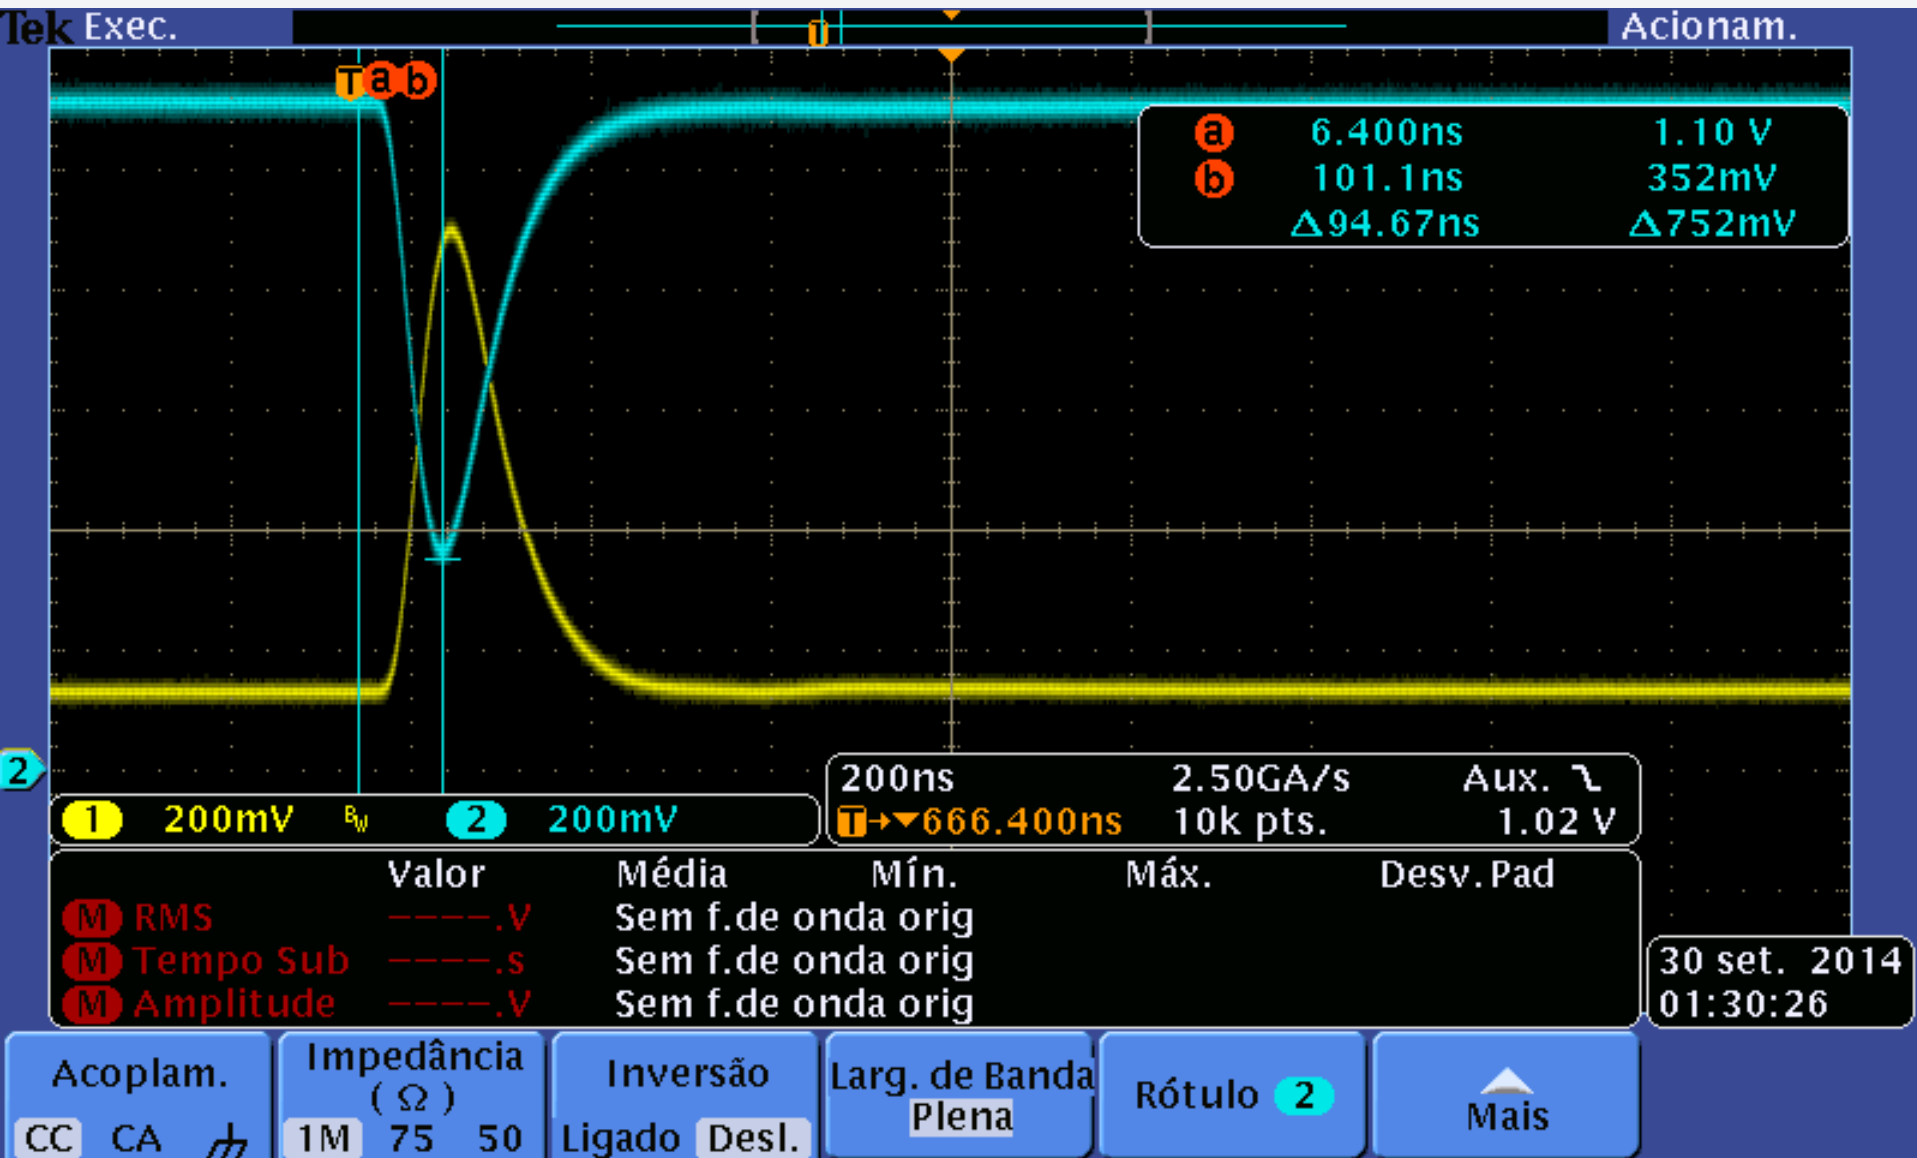 Tek Exec. Acionam.
T
T a b
a 6.400ns 1.10 V
b 101.1ns 352mV
Δ94.67ns Δ752mV
2
1 200mV BW 2 200mV
200ns 2.50GA/s Aux.
T→▼666.400ns 10k pts. 1.02 V
Valor Média Mín. Máx. Desv.Pad
M RMS ----.V Sem f.de onda orig
M Tempo Sub ----.s Sem f.de onda orig
M Amplitude ----.V Sem f.de onda orig
30 set. 2014
01:30:26
Acoplam.
CC CA
Impedância
(Ω)
1M 75 50
Inversão
Ligado Desl.
Larg. de Banda
Plena
Rótulo 2
Mais